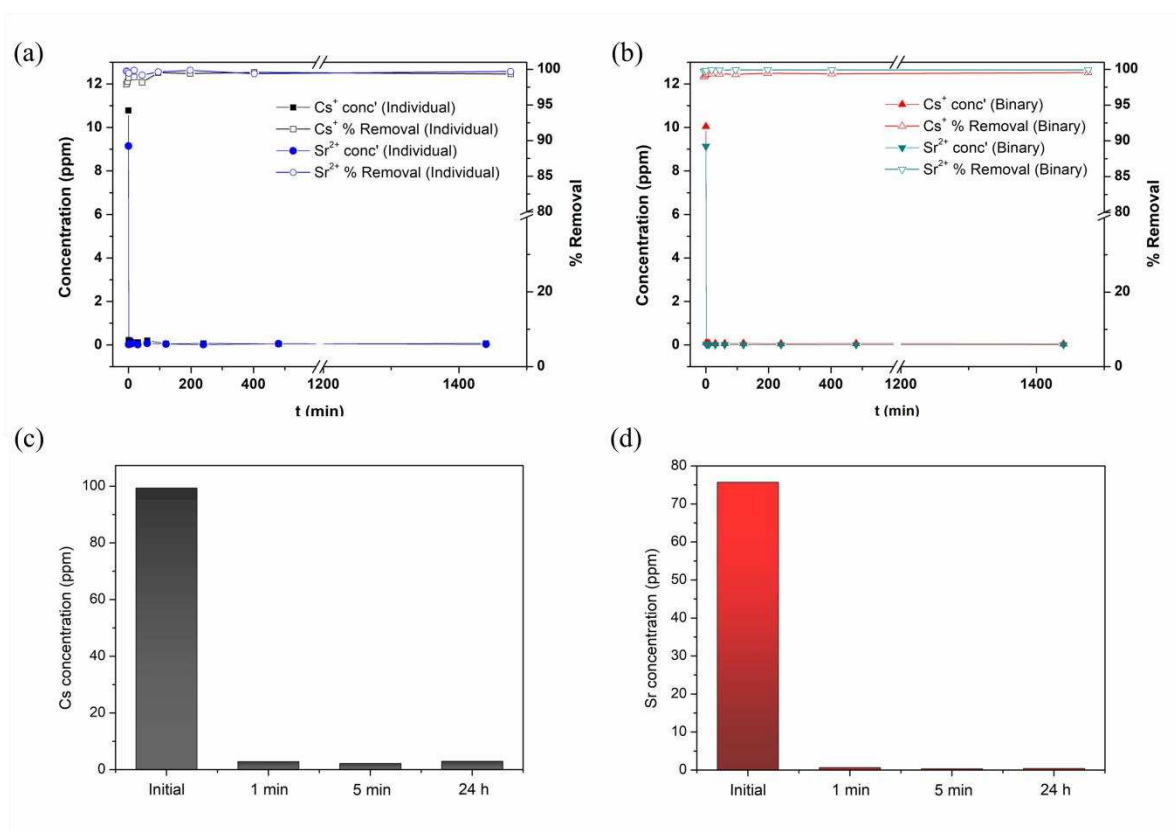 (a)
12
10
8
6
4
2
0
Concentration (ppm)
100
95
90
85
80
20
0
% Removal
Cs⁺ conc' (Individual)
Cs⁺ % Removal (Individual)
Sr²⁺ conc' (Individual)
Sr²⁺ % Removal (Individual)
0 200 400 1200 1400
t (min)
(b)
12
10
8
6
4
2
0
Concentration (ppm)
100
95
90
85
80
20
0
% Removal
Cs⁺ conc' (Binary)
Cs⁺ % Removal (Binary)
Sr²⁺ conc' (Binary)
Sr²⁺ % Removal (Binary)
0 200 400 1200 1400
t (min)
(c)
100
80
60
40
20
0
Cs concentration (ppm)
Initial 1 min 5 min 24 h
(d)
80
70
60
50
40
30
20
10
0
Sr concentration (ppm)
Initial 1 min 5 min 24 h